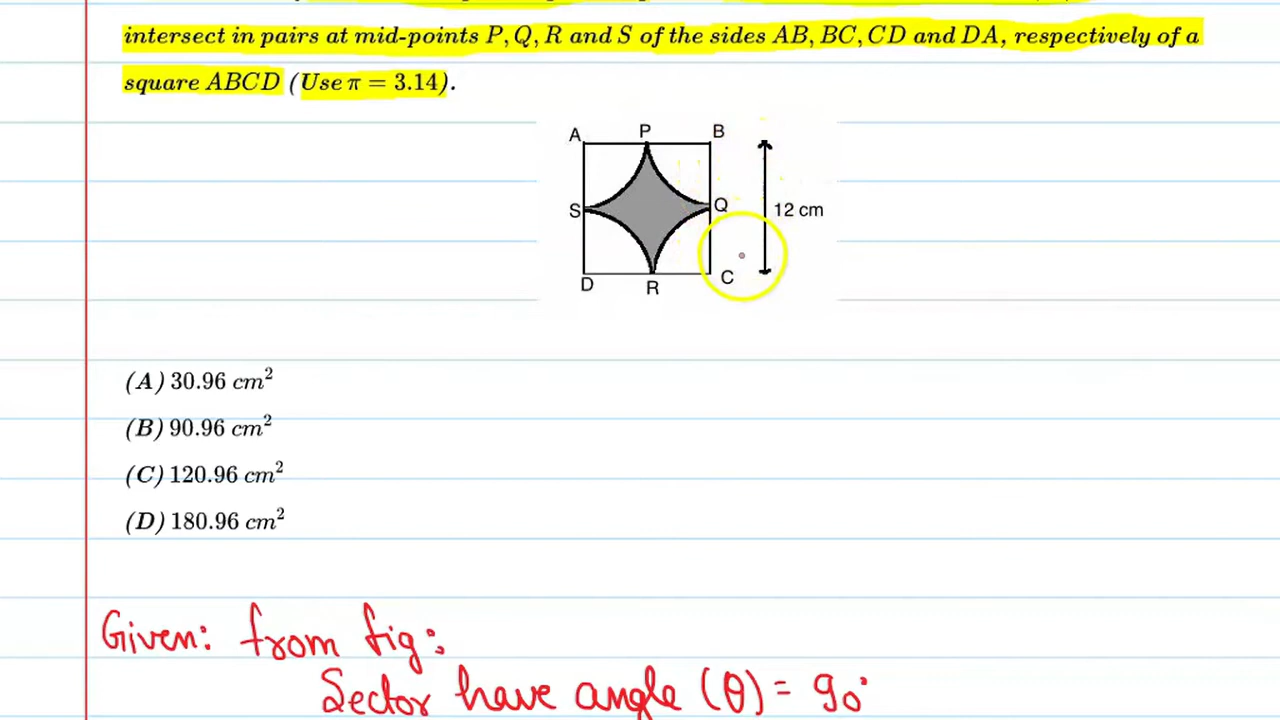 intersect in pairs at mid-points P, Q, R and S of the sides AB, BC, CD and DA, respectively of a
square ABCD (Use π = 3.14).
A P B
S Q 12 cm
D R C
(A) 30.96 cm²
(B) 90.96 cm²
(C) 120.96 cm²
(D) 180.96 cm²
Given: from fig:
Sector have angle (θ) = 90°